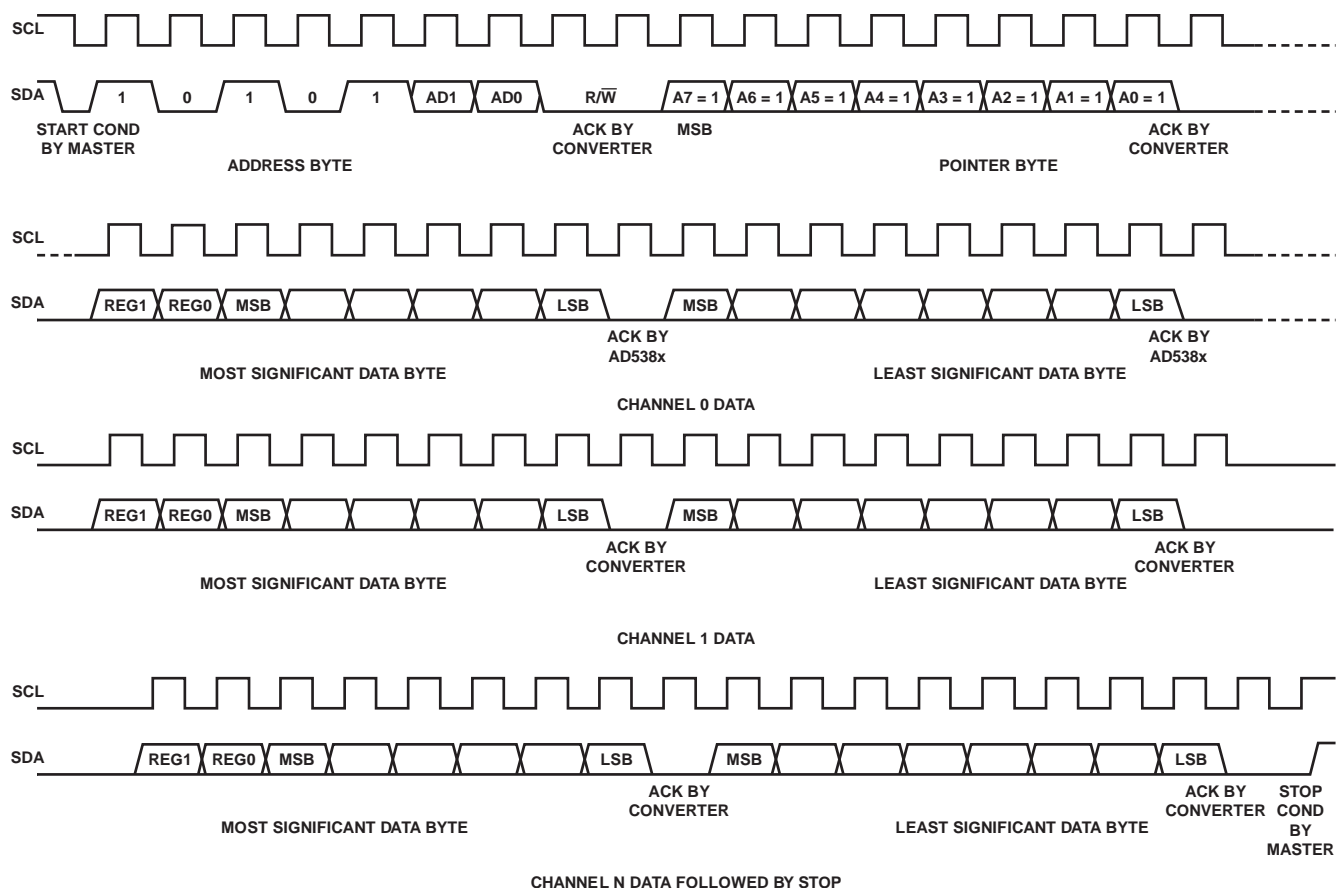 SCL
SDA 1 0 1 0 1 AD1 AD0 R/W̅ A7 = 1 A6 = 1 A5 = 1 A4 = 1 A3 = 1 A2 = 1 A1 = 1 A0 = 1
START COND BY MASTER
ACK BY CONVERTER
MSB
ACK BY CONVERTER
ADDRESS BYTE
POINTER BYTE
SCL
SDA REG1 REG0 MSB LSB MSB LSB
ACK BY AD538x
ACK BY AD538x
MOST SIGNIFICANT DATA BYTE
LEAST SIGNIFICANT DATA BYTE
CHANNEL 0 DATA
SCL
SDA REG1 REG0 MSB LSB MSB LSB
ACK BY CONVERTER
ACK BY CONVERTER
MOST SIGNIFICANT DATA BYTE
LEAST SIGNIFICANT DATA BYTE
CHANNEL 1 DATA
SCL
SDA REG1 REG0 MSB LSB MSB LSB
ACK BY CONVERTER
ACK BY CONVERTER
STOP COND BY MASTER
MOST SIGNIFICANT DATA BYTE
LEAST SIGNIFICANT DATA BYTE
CHANNEL N DATA FOLLOWED BY STOP